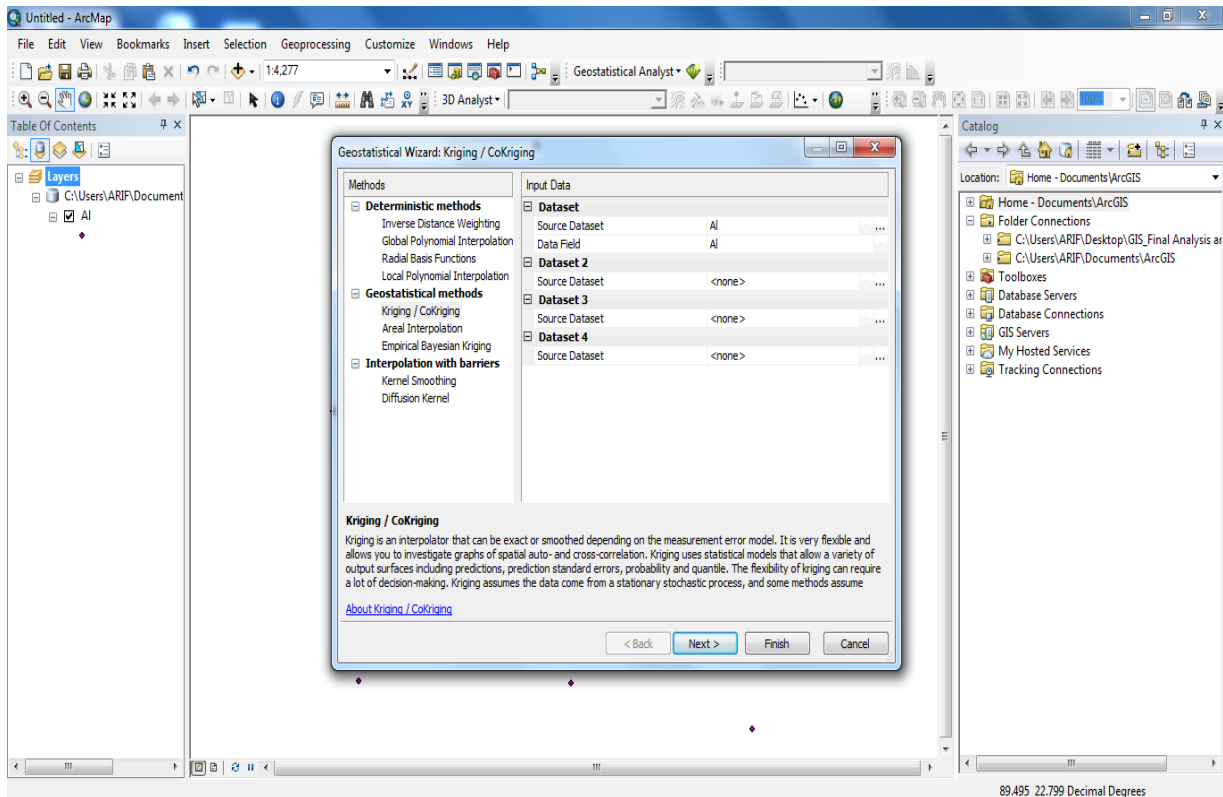 Untitled - ArcMap
File Edit View Bookmarks Insert Selection Geoprocessing Customize Windows Help
1:4,277
Geostatistical Analyst
3D Analyst
100%
Table Of Contents
Layers
C:\Users\ARIF\Document
Al
Geostatistical Wizard: Kriging / CoKriging
Methods
Deterministic methods
Inverse Distance Weighting
Global Polynomial Interpolation
Radial Basis Functions
Local Polynomial Interpolation
Geostatistical methods
Kriging / CoKriging
Areal Interpolation
Empirical Bayesian Kriging
Interpolation with barriers
Kernel Smoothing
Diffusion Kernel
Input Data
Dataset
Source Dataset Al ...
Data Field Al
Dataset 2
Source Dataset <none> ...
Dataset 3
Source Dataset <none> ...
Dataset 4
Source Dataset <none> ...
Kriging / CoKriging
Kriging is an interpolator that can be exact or smoothed depending on the measurement error model. It is very flexible and
allows you to investigate graphs of spatial auto- and cross-correlation. Kriging uses statistical models that allow a variety of
output surfaces including predictions, prediction standard errors, probability and quantile. The flexibility of kriging can require
a lot of decision-making. Kriging assumes the data come from a stationary stochastic process, and some methods assume
About Kriging / CoKriging
< Back Next > Finish Cancel
Catalog
Location: Home - Documents\ArcGIS
Home - Documents\ArcGIS
Folder Connections
C:\Users\ARIF\Desktop\GIS_Final Analysis ar
C:\Users\ARIF\Documents\ArcGIS
Toolboxes
Database Servers
Database Connections
GIS Servers
My Hosted Services
Tracking Connections
89.495 22.799 Decimal Degrees